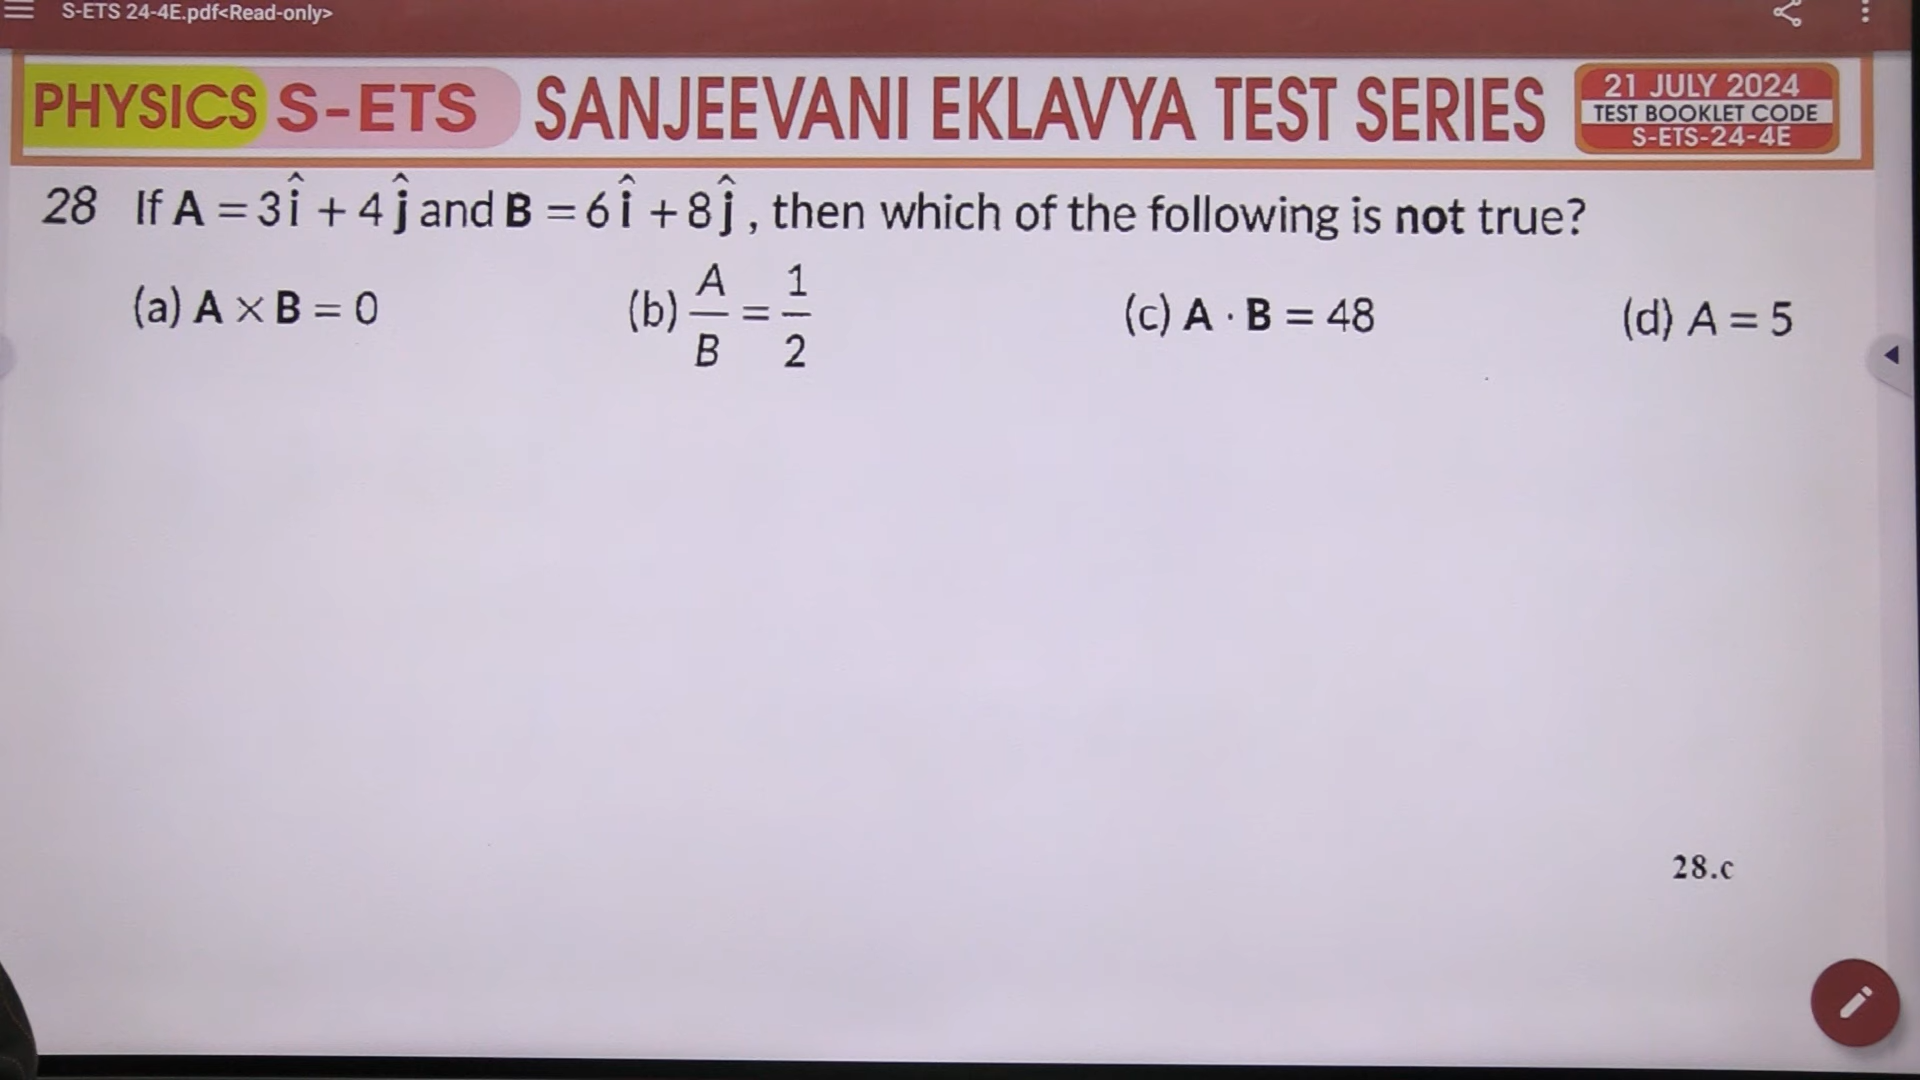 S-ETS 24-4E.pdf<Read-only>
PHYSICS S-ETS SANJEEVANI EKLAVYA TEST SERIES
21 JULY 2024
TEST BOOKLET CODE
S-ETS-24-4E
28 If A = 3î + 4ĵ and B = 6î + 8ĵ, then which of the following is not true?
(a) A × B = 0 (b) A/B = 1/2 (c) A · B = 48 (d) A = 5
28.c